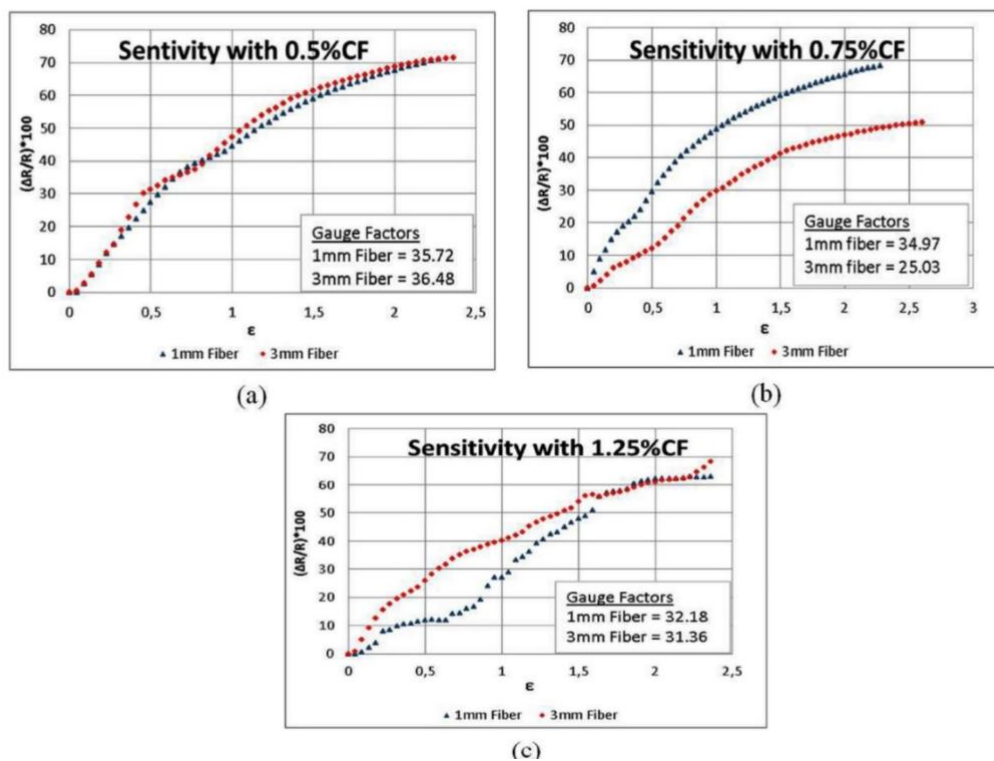 Sentivity with 0.5%CF
80
70
60
50
40
30
20
10
0
(ΔR/R)*100
Gauge Factors
1mm Fiber = 35.72
3mm Fiber = 36.48
0 0,5 1 1,5 2 2,5
ε
1mm Fiber 3mm Fiber
(a)
Sensitivity with 0.75%CF
80
70
60
50
40
30
20
10
0
(ΔR/R)*100
Gauge Factors
1mm fiber = 34.97
3mm fiber = 25.03
0 0,5 1 1,5 2 2,5 3
ε
1mm Fiber 3mm Fiber
(b)
Sensitivity with 1.25%CF
80
70
60
50
40
30
20
10
0
(ΔR/R)*100
Gauge Factors
1mm Fiber = 32.18
3mm Fiber = 31.36
0 0,5 1 1,5 2 2,5
ε
1mm Fiber 3mm Fiber
(c)